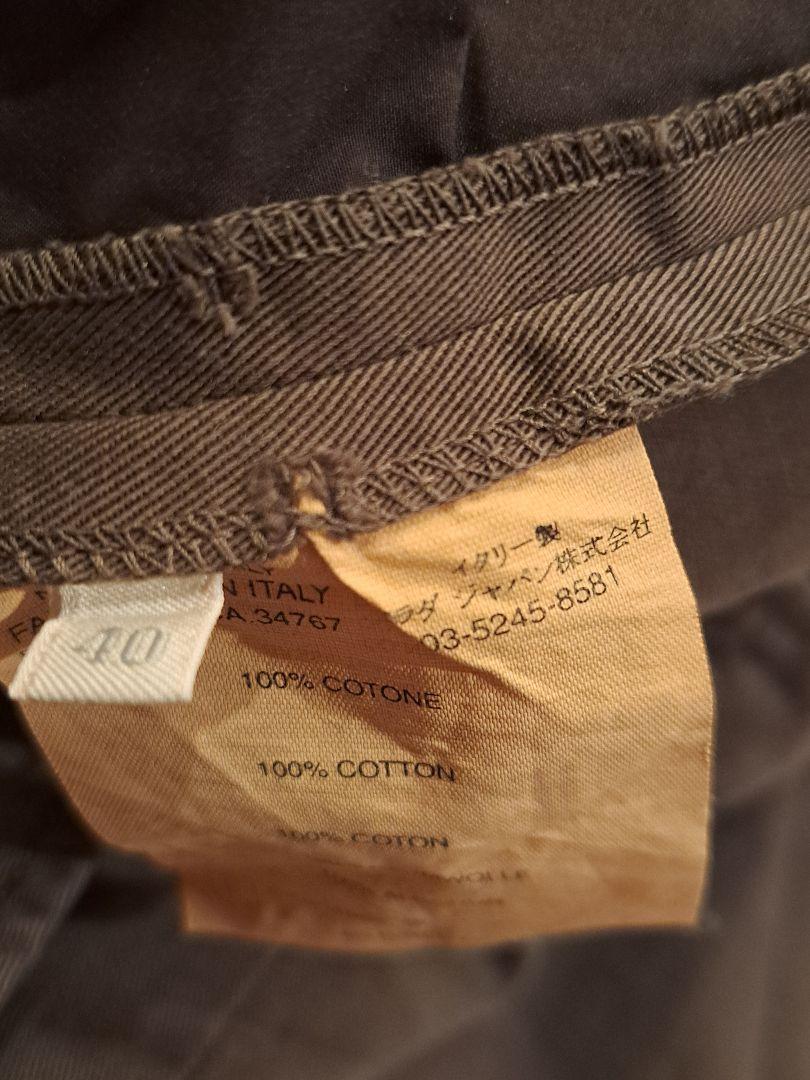 N ITALY
A.34767
40
イタリー製
ラダ ジャパン株式会社
03-5245-8581
100% COTONE
100% COTTON
100% COTON